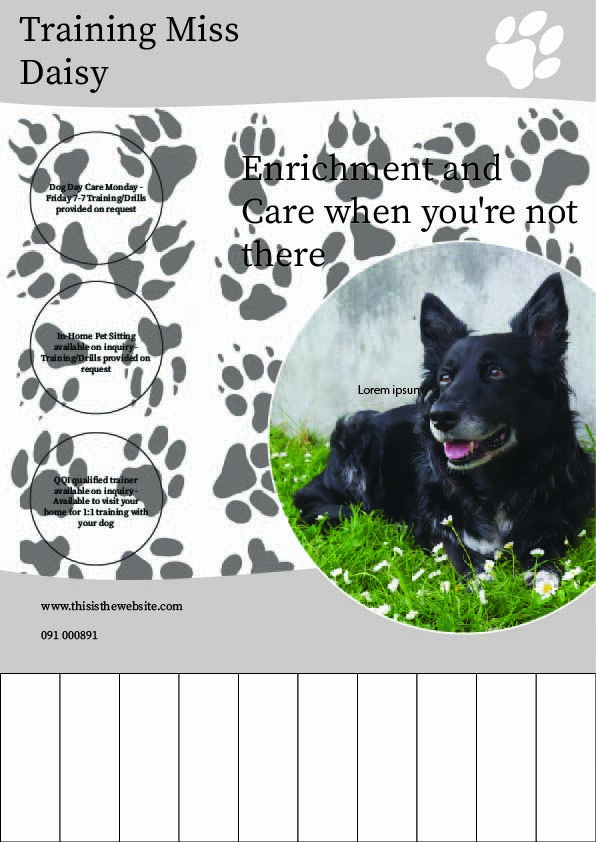 Training Miss
Daisy
Enrichment and
Care when you're not
there
Dog Day Care Monday -
Friday 7-7 Training/Drills
provided on request
In-Home Pet Sitting
available on inquiry -
Training/Drills provided on
request
QQI qualified trainer
available on inquiry -
Available to visit your
home for 1:1 training with
your dog
Lorem ipsum
www.thisisthewebsite.com
091 000891